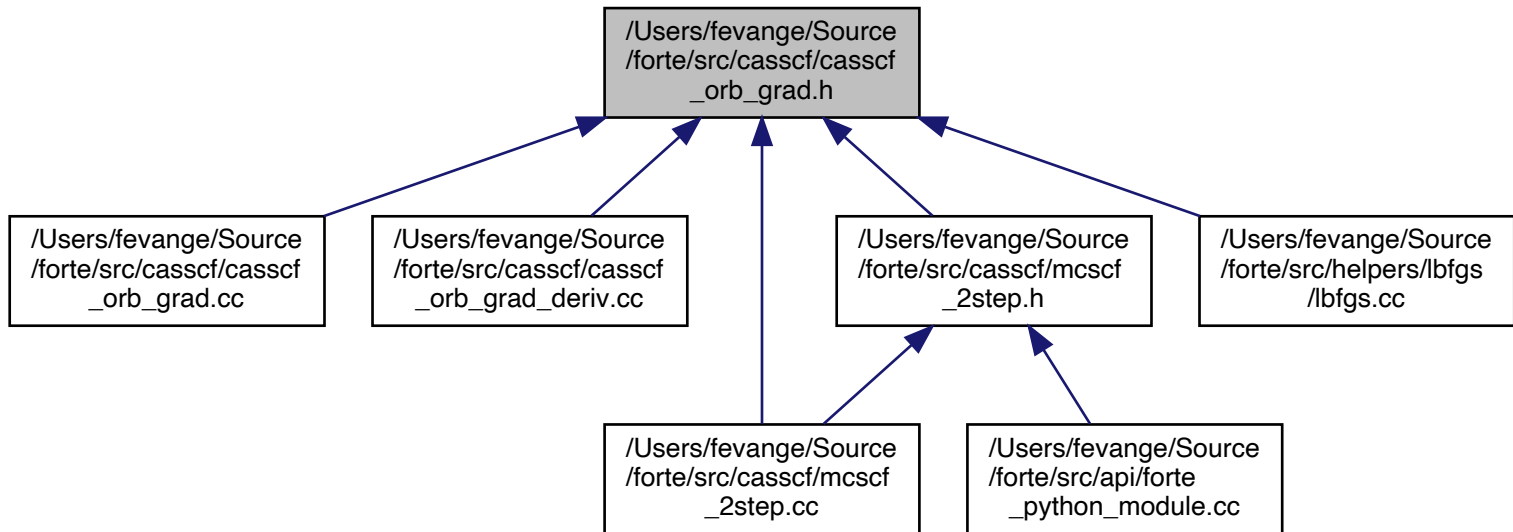 /Users/fevange/Source
/forte/src/casscf/casscf
_orb_grad.h
/Users/fevange/Source
/forte/src/casscf/casscf
_orb_grad.cc
/Users/fevange/Source
/forte/src/casscf/casscf
_orb_grad_deriv.cc
/Users/fevange/Source
/forte/src/casscf/mcscf
_2step.h
/Users/fevange/Source
/forte/src/helpers/lbfgs
/lbfgs.cc
/Users/fevange/Source
/forte/src/casscf/mcscf
_2step.cc
/Users/fevange/Source
/forte/src/api/forte
_python_module.cc